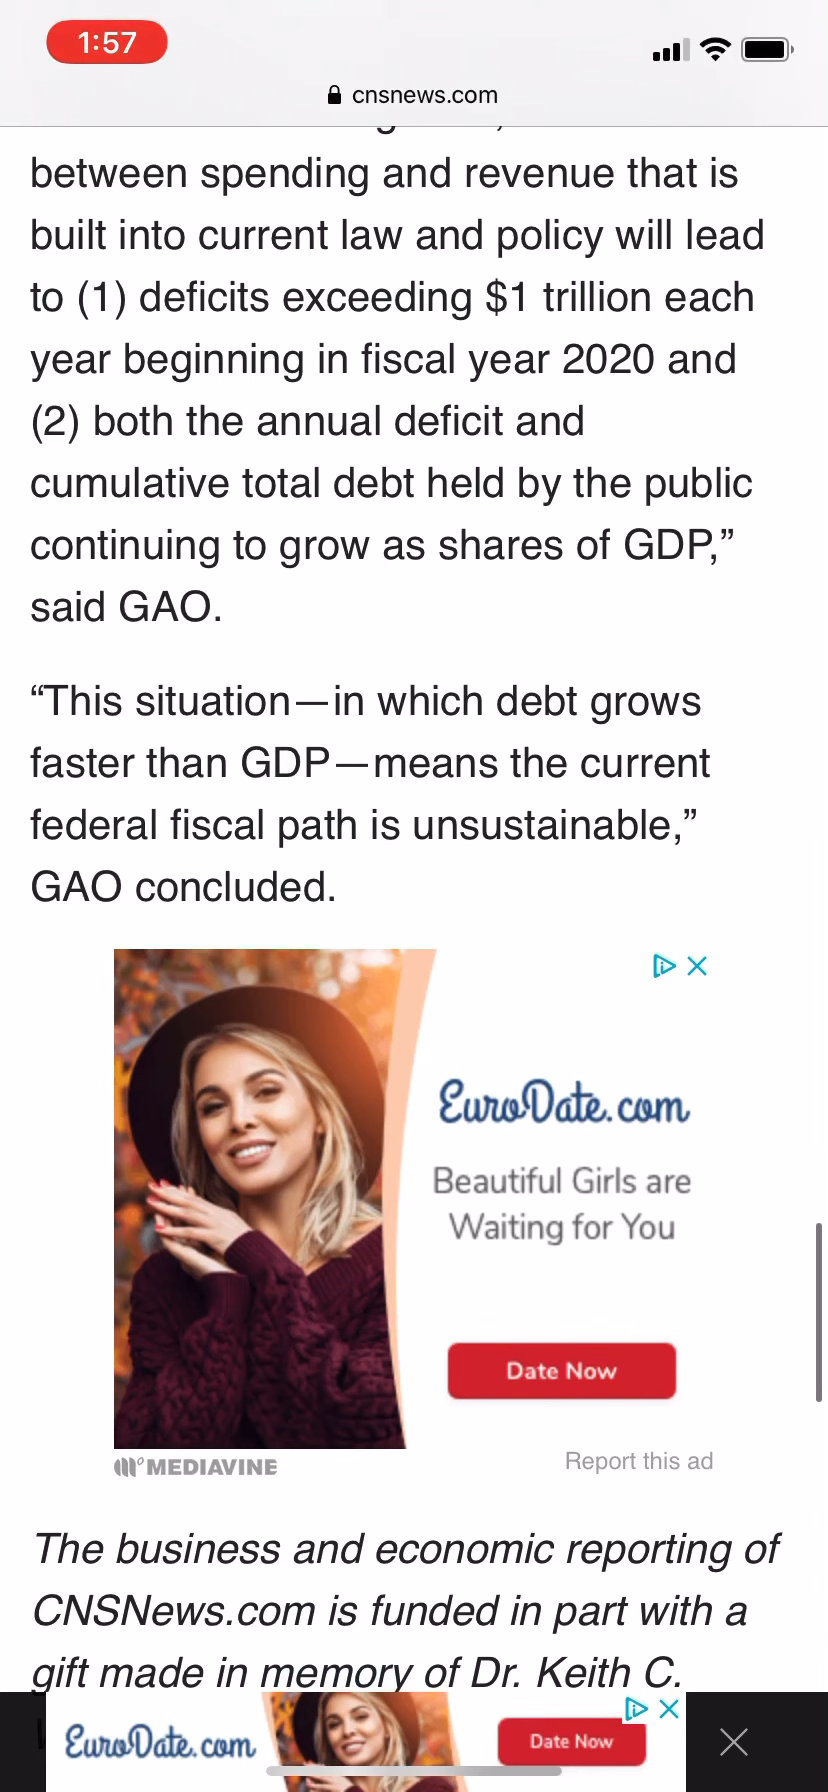 1:57
cnsnews.com
between spending and revenue that is
built into current law and policy will lead
to (1) deficits exceeding $1 trillion each
year beginning in fiscal year 2020 and
(2) both the annual deficit and
cumulative total debt held by the public
continuing to grow as shares of GDP,”
said GAO.
“This situation—in which debt grows
faster than GDP—means the current
federal fiscal path is unsustainable,”
GAO concluded.
EuroDate.com
Beautiful Girls are
Waiting for You
Date Now
MEDIAVINE
Report this ad
The business and economic reporting of
CNSNews.com is funded in part with a
gift made in memory of Dr. Keith C.
EuroDate.com
Date Now